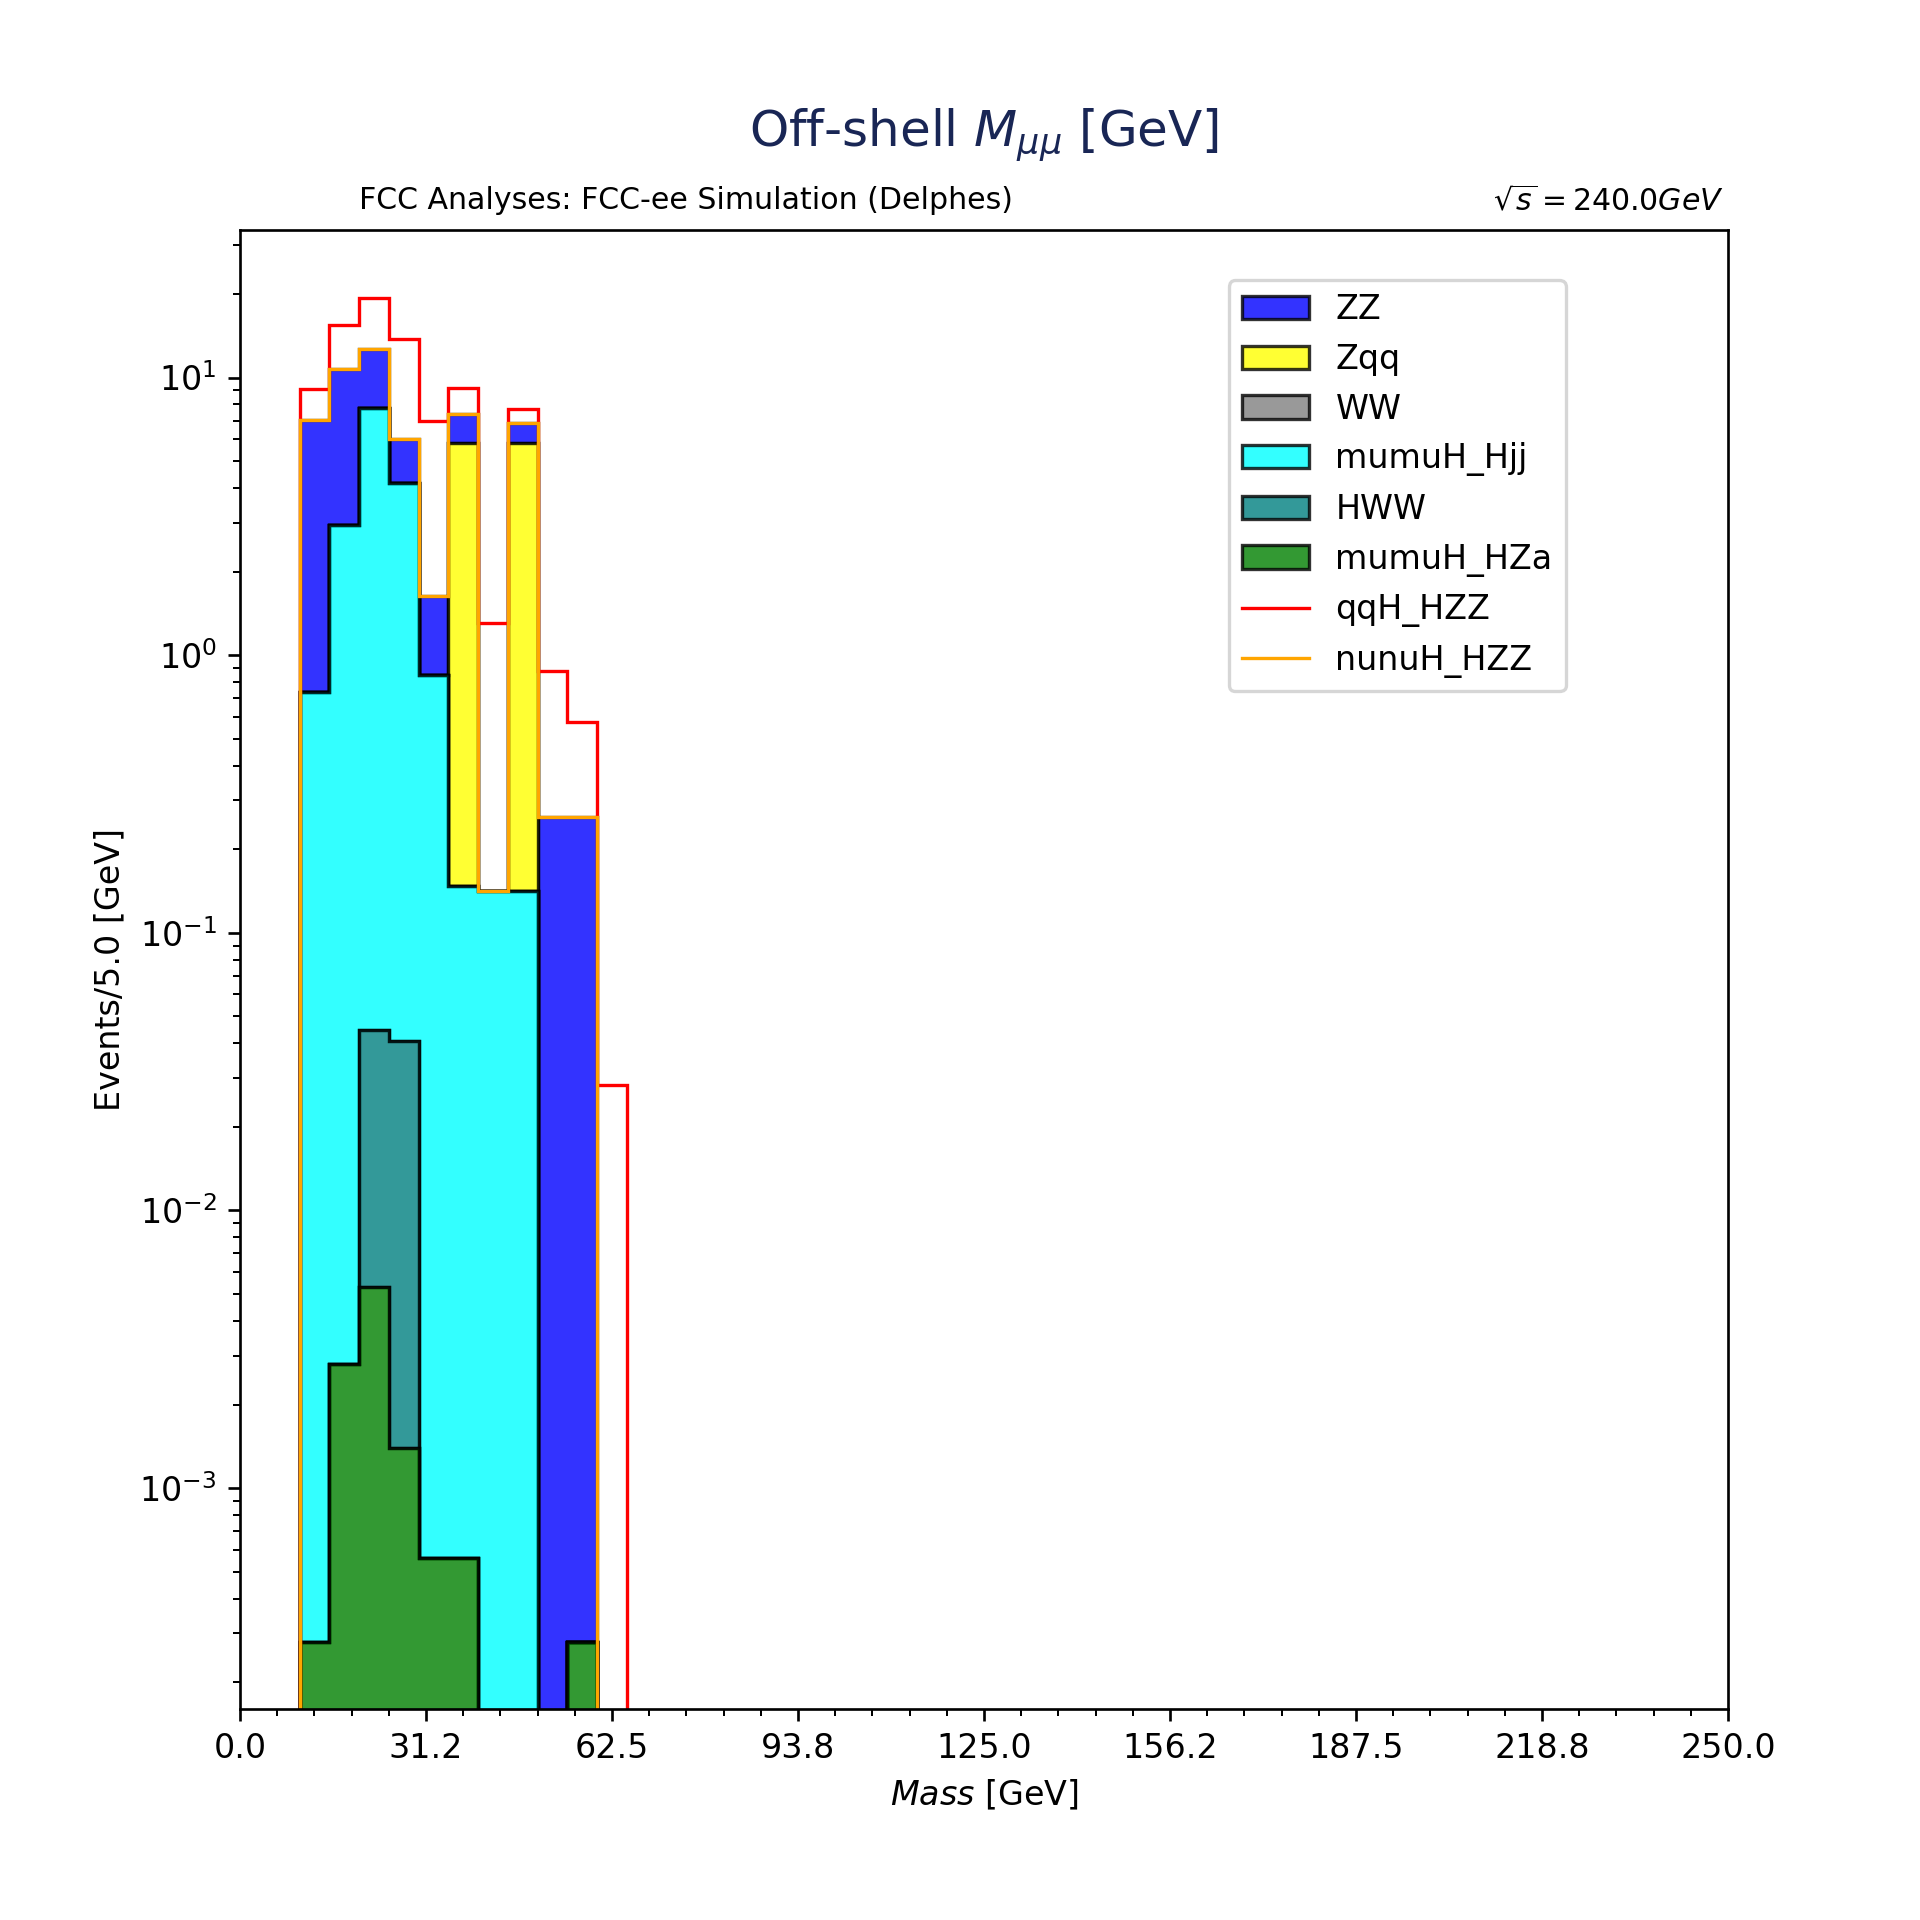 Off-shell $M_{\mu\mu}$ [GeV]
FCC Analyses: FCC-ee Simulation (Delphes)
$\sqrt{s} = 240.0GeV$
ZZ
Zqq
WW
mumuH_Hjj
HWW
mumuH_HZa
qqH_HZZ
nunuH_HZZ
Events/5.0 [GeV]
$10^{1}$
$10^{0}$
$10^{-1}$
$10^{-2}$
$10^{-3}$
0.0 31.2 62.5 93.8 125.0 156.2 187.5 218.8 250.0
Mass [GeV]